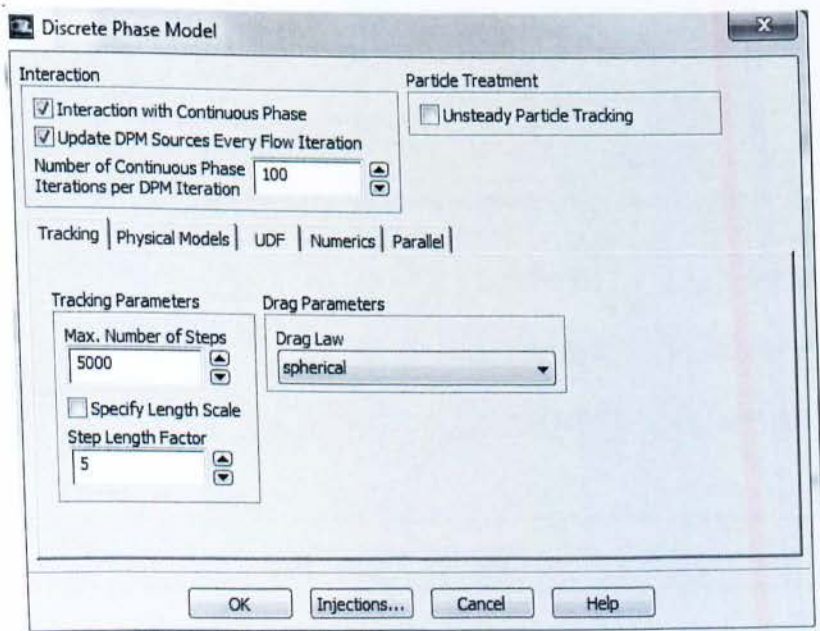 Discrete Phase Model
X
Interaction
Interaction with Continuous Phase
Update DPM Sources Every Flow Iteration
Number of Continuous Phase
Iterations per DPM Iteration
100
Particle Treatment
Unsteady Particle Tracking
Tracking
Physical Models
UDF
Numerics
Parallel
Tracking Parameters
Max. Number of Steps
5000
Specify Length Scale
Step Length Factor
5
Drag Parameters
Drag Law
spherical
OK
Injections...
Cancel
Help